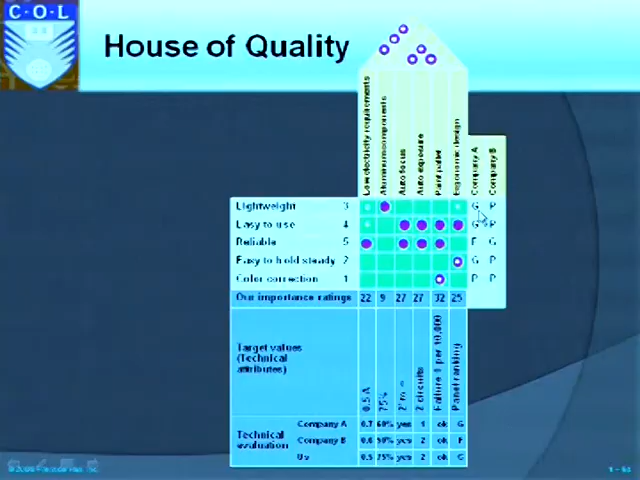 C·O·L
House of Quality
Low electricity requirements
Aluminum components
Auto focus
Auto exposure
Paint pallet
Ergonomic design
Company A
Company B
Lightweight 3 G P
Easy to use 4 G P
Reliable 5 F G
Easy to hold steady 2 G P
Color correction 1 P P
Our importance ratings 22 9 27 27 32 25
Target values
(Technical
attributes)
0.5 A
75%
2' to ∞
2 circuits
Failure 1 per 10,000
Panel ranking
Technical
evaluation
Company A 0.7 60% yes 1 ok G
Company B 0.6 50% yes 2 ok F
Us 0.5 75% yes 2 ok G